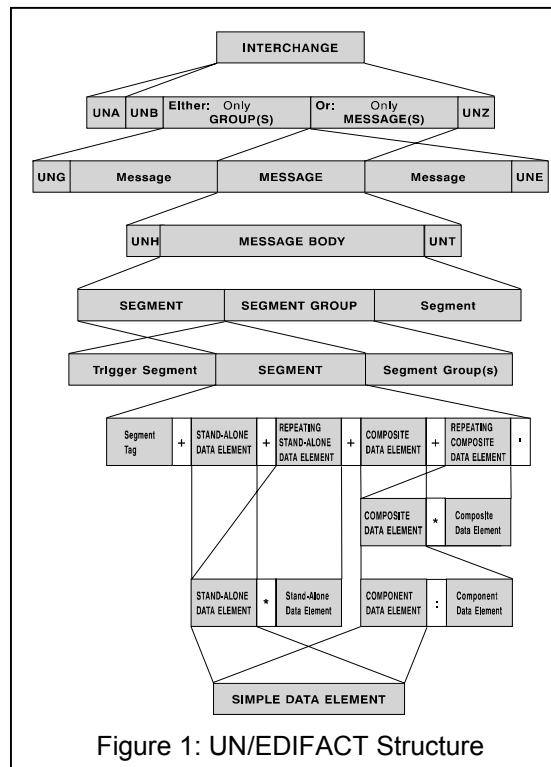 INTERCHANGE
UNA UNB Either: Only Or: Only UNZ
GROUP(S) MESSAGE(S)
UNG Message MESSAGE Message UNE
UNH MESSAGE BODY UNT
SEGMENT SEGMENT GROUP Segment
Trigger Segment SEGMENT Segment Group(s)
Segment Tag + STAND-ALONE DATA ELEMENT + REPEATING STAND-ALONE DATA ELEMENT + COMPOSITE DATA ELEMENT + REPEATING COMPOSITE DATA ELEMENT '
COMPOSITE DATA ELEMENT * Composite Data Element
STAND-ALONE DATA ELEMENT * Stand-Alone Data Element COMPONENT DATA ELEMENT : Component Data Element
SIMPLE DATA ELEMENT
Figure 1: UN/EDIFACT Structure